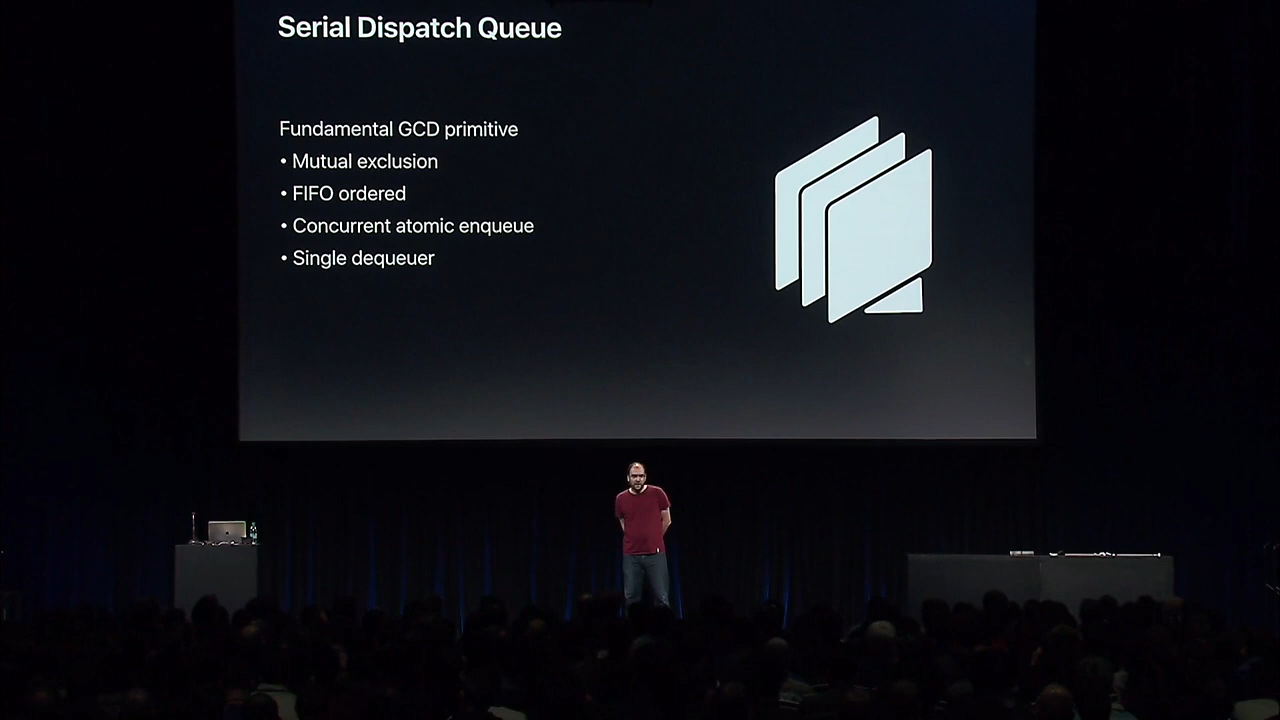 Serial Dispatch Queue
Fundamental GCD primitive
• Mutual exclusion
• FIFO ordered
• Concurrent atomic enqueue
• Single dequeuer